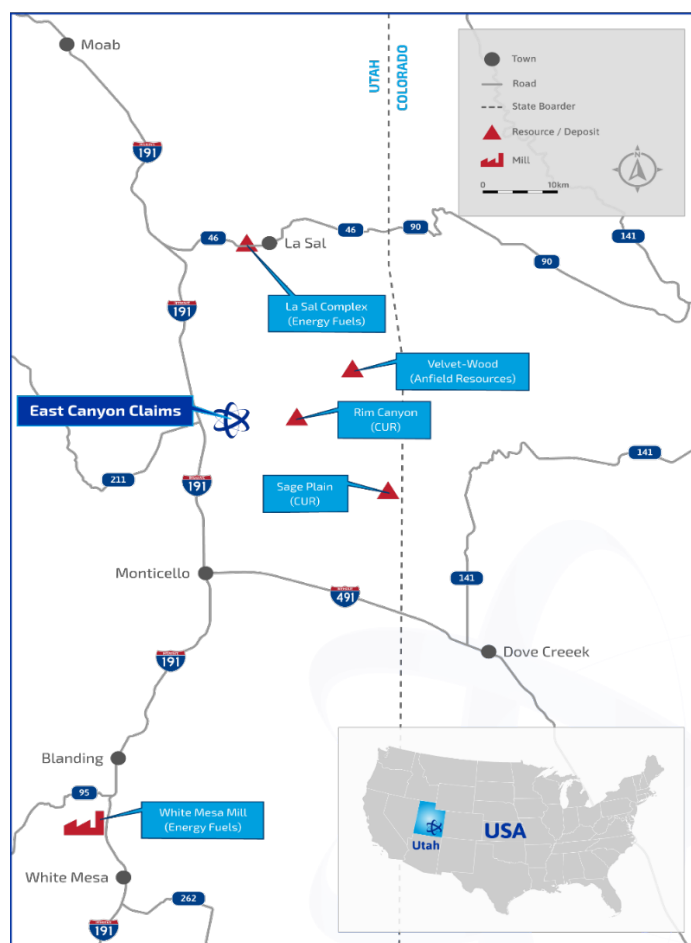 Moab
UTAH
COLORADO
Town
Road
State Boarder
Resource / Deposit
Mill
N
0
10km
191
46
La Sal
46
90
141
90
La Sal Complex
(Energy Fuels)
191
Velvet-Wood
(Anfield Resources)
East Canyon Claims
Rim Canyon
(CUR)
211
191
Sage Plain
(CUR)
141
Monticello
491
141
Dove Creeek
191
Blanding
95
White Mesa Mill
(Energy Fuels)
White Mesa
262
191
USA
Utah